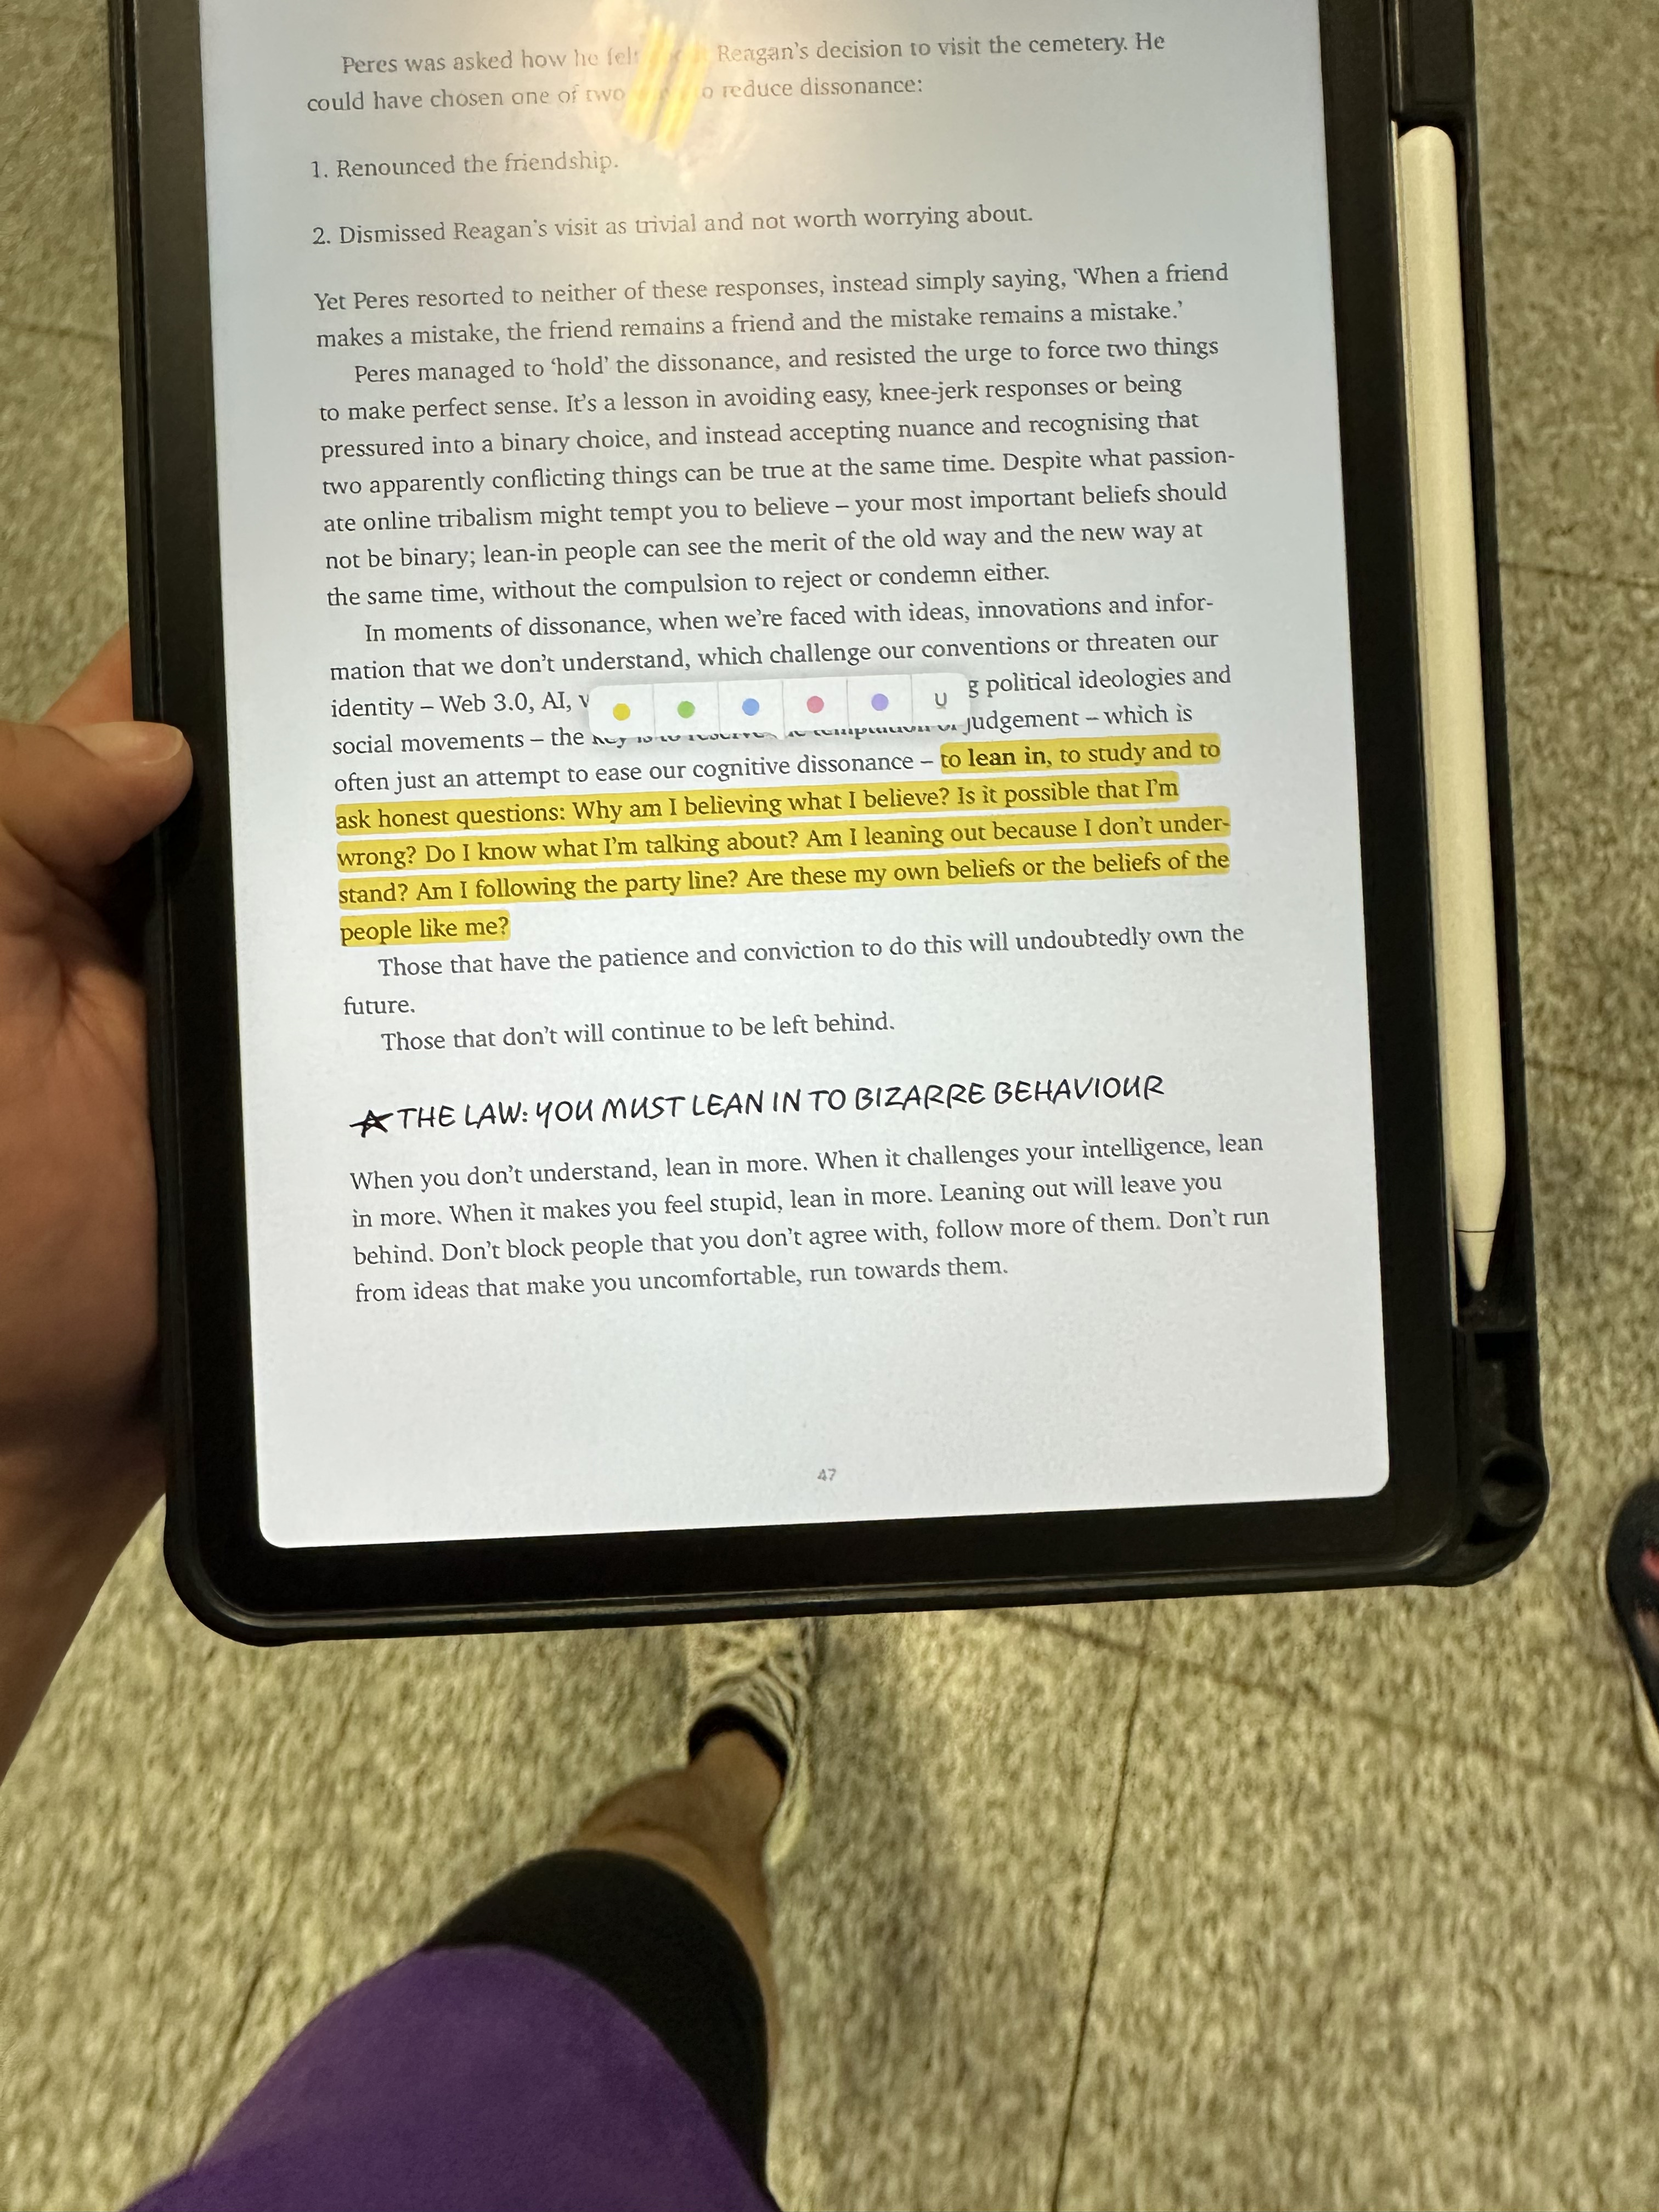 Peres was asked how he felt Reagan's decision to visit the cemetery. He
could have chosen one of two to reduce dissonance:
1. Renounced the friendship.
2. Dismissed Reagan's visit as trivial and not worth worrying about.
Yet Peres resorted to neither of these responses, instead simply saying, 'When a friend
makes a mistake, the friend remains a friend and the mistake remains a mistake.'
Peres managed to 'hold' the dissonance, and resisted the urge to force two things
to make perfect sense. It's a lesson in avoiding easy, knee-jerk responses or being
pressured into a binary choice, and instead accepting nuance and recognising that
two apparently conflicting things can be true at the same time. Despite what passion-
ate online tribalism might tempt you to believe – your most important beliefs should
not be binary; lean-in people can see the merit of the old way and the new way at
the same time, without the compulsion to reject or condemn either.
In moments of dissonance, when we're faced with ideas, innovations and infor-
mation that we don't understand, which challenge our conventions or threaten our
identity – Web 3.0, AI, political ideologies and
social movements – the key is to judgement – which is
often just an attempt to ease our cognitive dissonance – to lean in, to study and to
ask honest questions: Why am I believing what I believe? Is it possible that I'm
wrong? Do I know what I'm talking about? Am I leaning out because I don't under-
stand? Am I following the party line? Are these my own beliefs or the beliefs of the
people like me?
Those that have the patience and conviction to do this will undoubtedly own the
future.
Those that don't will continue to be left behind.
THE LAW: YOU MUST LEAN IN TO BIZARRE BEHAVIOUR
When you don't understand, lean in more. When it challenges your intelligence, lean
in more. When it makes you feel stupid, lean in more. Leaning out will leave you
behind. Don't block people that you don't agree with, follow more of them. Don't run
from ideas that make you uncomfortable, run towards them.
47